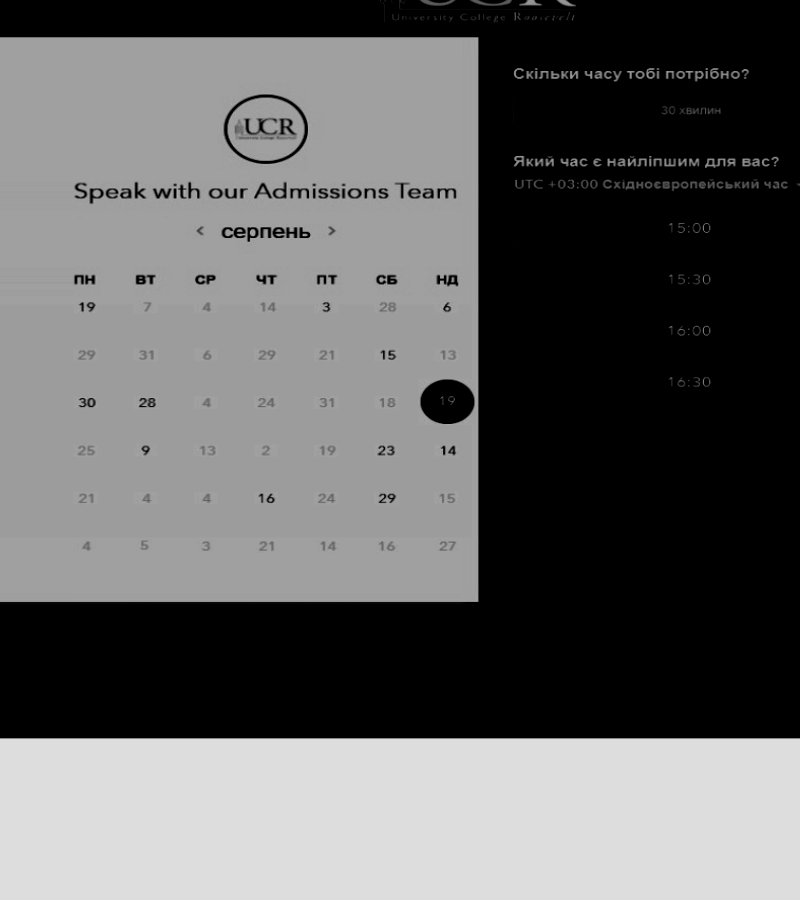 UCR
University College Roosevelt
UCR
Speak with our Admissions Team
< серпень >
ПН ВТ СР ЧТ ПТ СБ НД
19 7 4 14 3 28 6
29 31 6 29 21 15 13
30 28 4 24 31 18 19
25 9 13 2 19 23 14
21 4 4 16 24 29 15
4 5 3 21 14 16 27
Скільки часу тобі потрібно?
30 хвилин
Який час є найліпшим для вас?
UTC +03:00 Східноєвропейський час
15:00
15:30
16:00
16:30